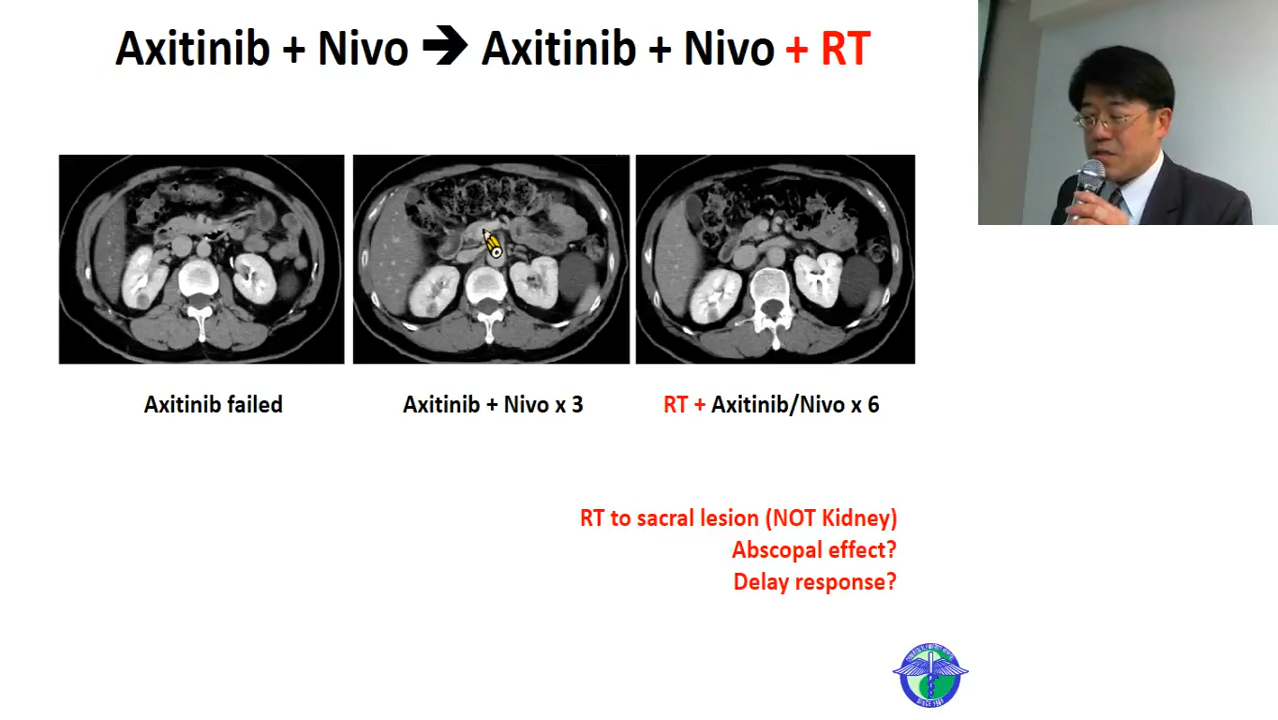 Axitinib + Nivo ➔ Axitinib + Nivo + RT
Axitinib failed
Axitinib + Nivo x 3
RT + Axitinib/Nivo x 6
RT to sacral lesion (NOT Kidney)
Abscopal effect?
Delay response?